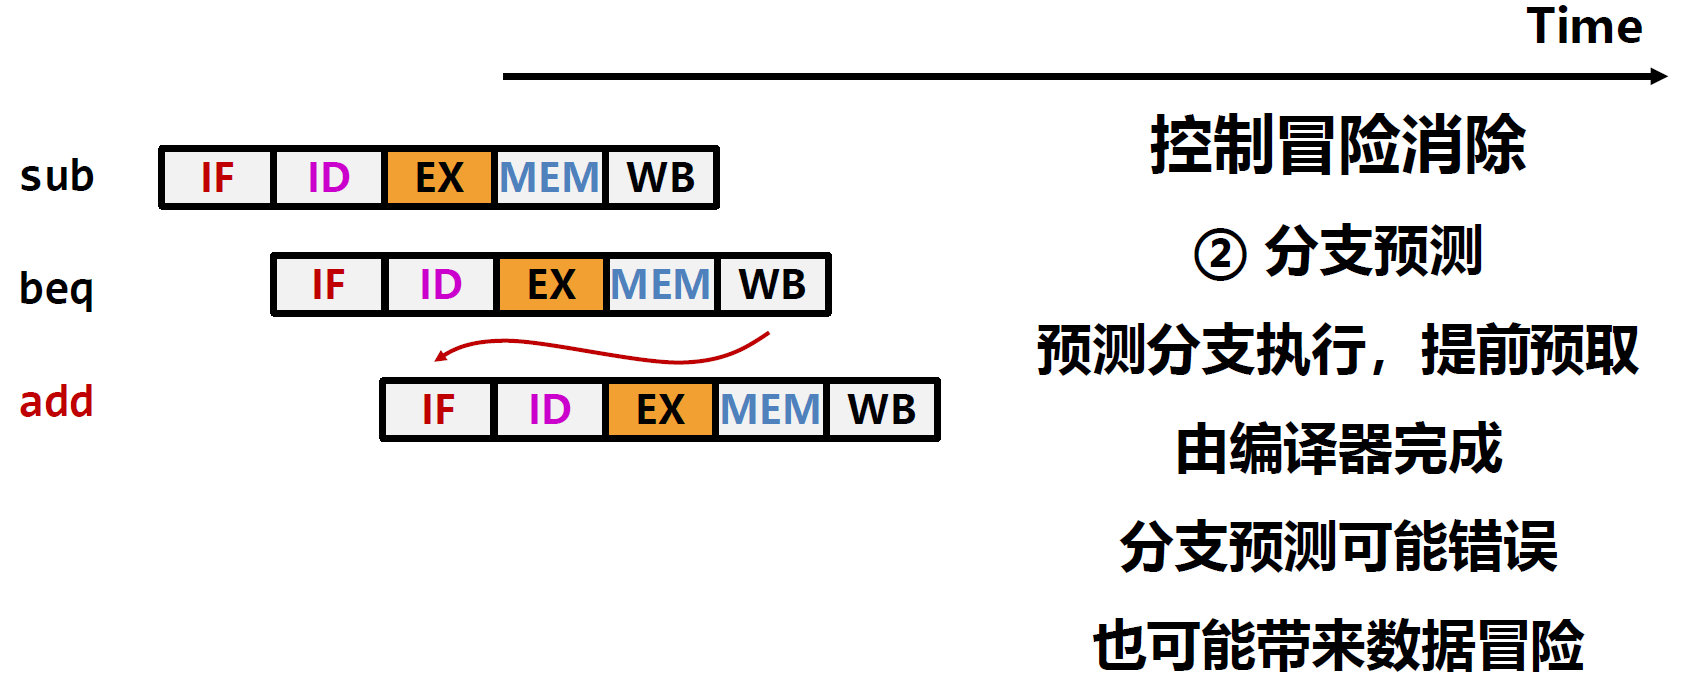 Time
控制冒险消除
sub IF ID EX MEM WB
② 分支预测
beq IF ID EX MEM WB
预测分支执行，提前预取
add IF ID EX MEM WB
由编译器完成
分支预测可能错误
也可能带来数据冒险